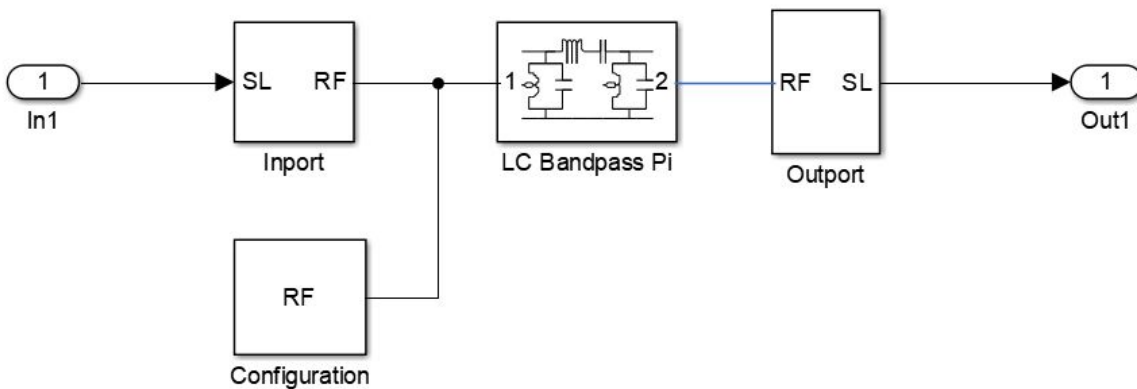 1
In1
SL RF
Inport
1 2
LC Bandpass Pi
RF SL
Outport
1
Out1
RF
Configuration